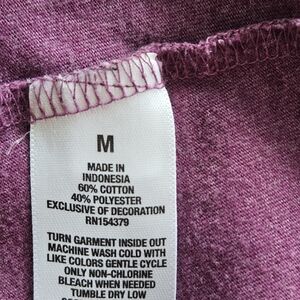 M
MADE IN
INDONESIA
60% COTTON
40% POLYESTER
EXCLUSIVE OF DECORATION
RN154379
TURN GARMENT INSIDE OUT
MACHINE WASH COLD WITH
LIKE COLORS GENTLE CYCLE
ONLY NON-CHLORINE
BLEACH WHEN NEEDED
TUMBLE DRY LOW